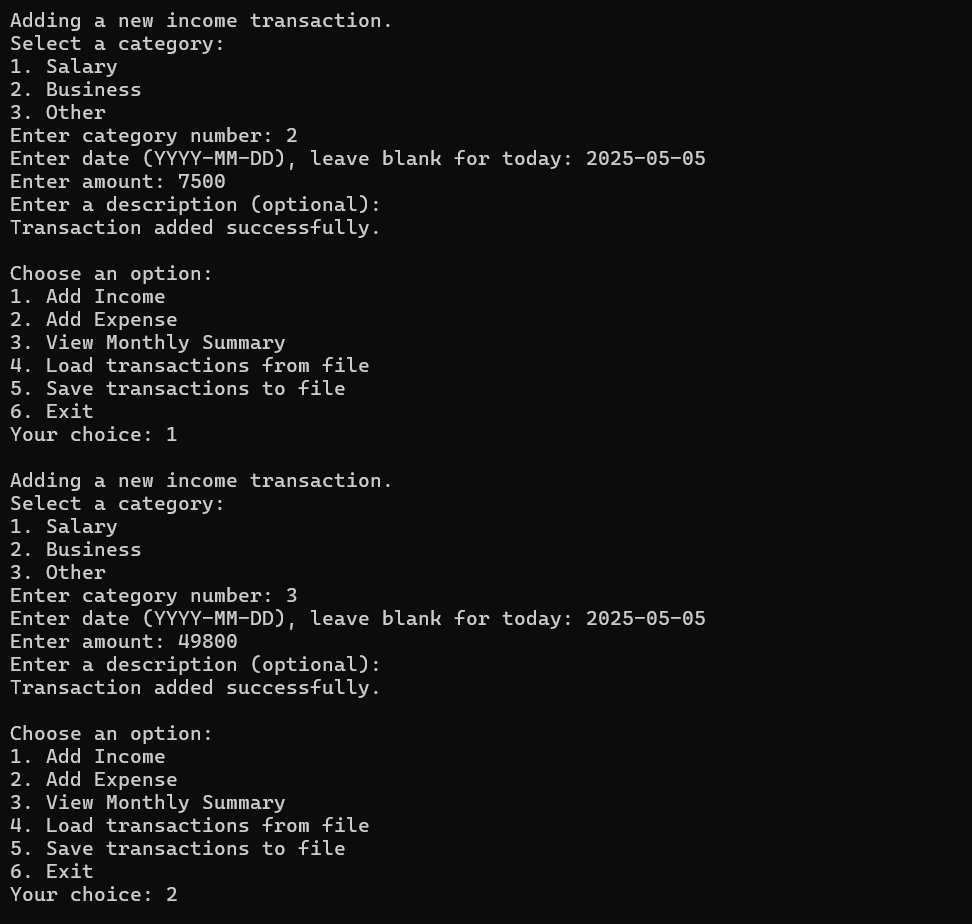 Adding a new income transaction.
Select a category:
1. Salary
2. Business
3. Other
Enter category number: 2
Enter date (YYYY-MM-DD), leave blank for today: 2025-05-05
Enter amount: 7500
Enter a description (optional):
Transaction added successfully.

Choose an option:
1. Add Income
2. Add Expense
3. View Monthly Summary
4. Load transactions from file
5. Save transactions to file
6. Exit
Your choice: 1

Adding a new income transaction.
Select a category:
1. Salary
2. Business
3. Other
Enter category number: 3
Enter date (YYYY-MM-DD), leave blank for today: 2025-05-05
Enter amount: 49800
Enter a description (optional):
Transaction added successfully.

Choose an option:
1. Add Income
2. Add Expense
3. View Monthly Summary
4. Load transactions from file
5. Save transactions to file
6. Exit
Your choice: 2